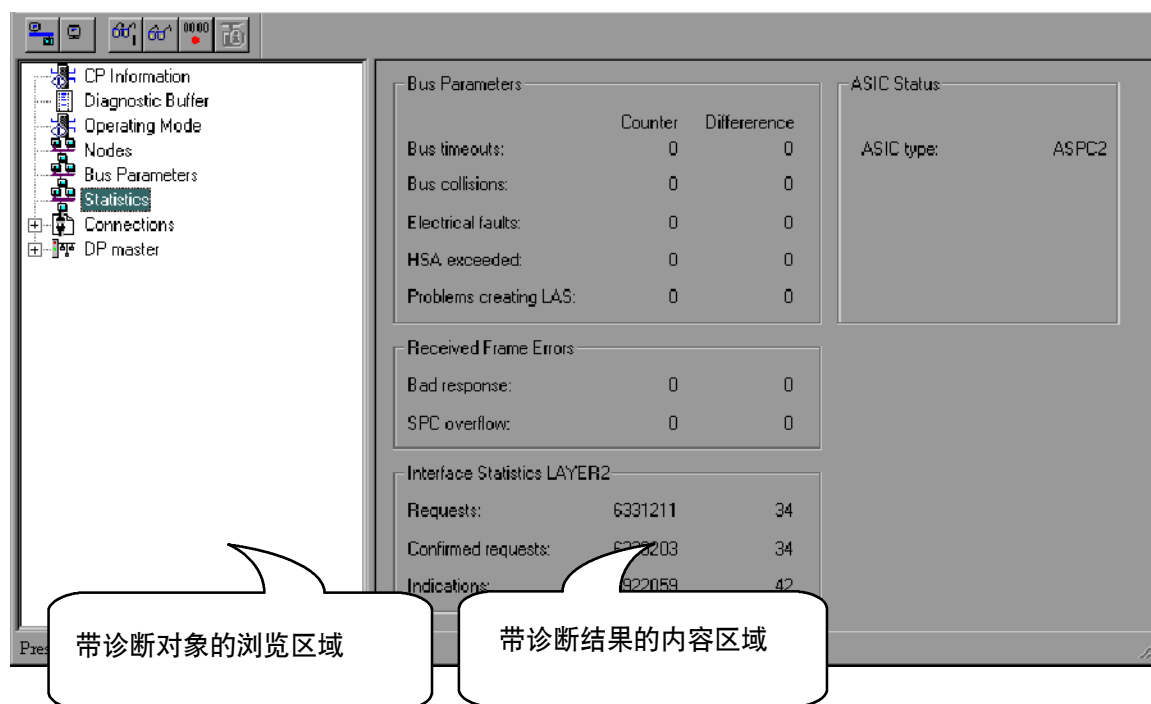 CP Information
Diagnostic Buffer
Operating Mode
Nodes
Bus Parameters
Statistics
Connections
DP master
Bus Parameters
Counter Differerence
Bus timeouts: 0 0
Bus collisions: 0 0
Electrical faults: 0 0
HSA exceeded: 0 0
Problems creating LAS: 0 0
ASIC Status
ASIC type: ASPC2
Received Frame Errors
Bad response: 0 0
SPC overflow: 0 0
Interface Statistics LAYER2
Requests: 6331211 34
Confirmed requests: 34
Indications: 42
带诊断对象的浏览区域
带诊断结果的内容区域